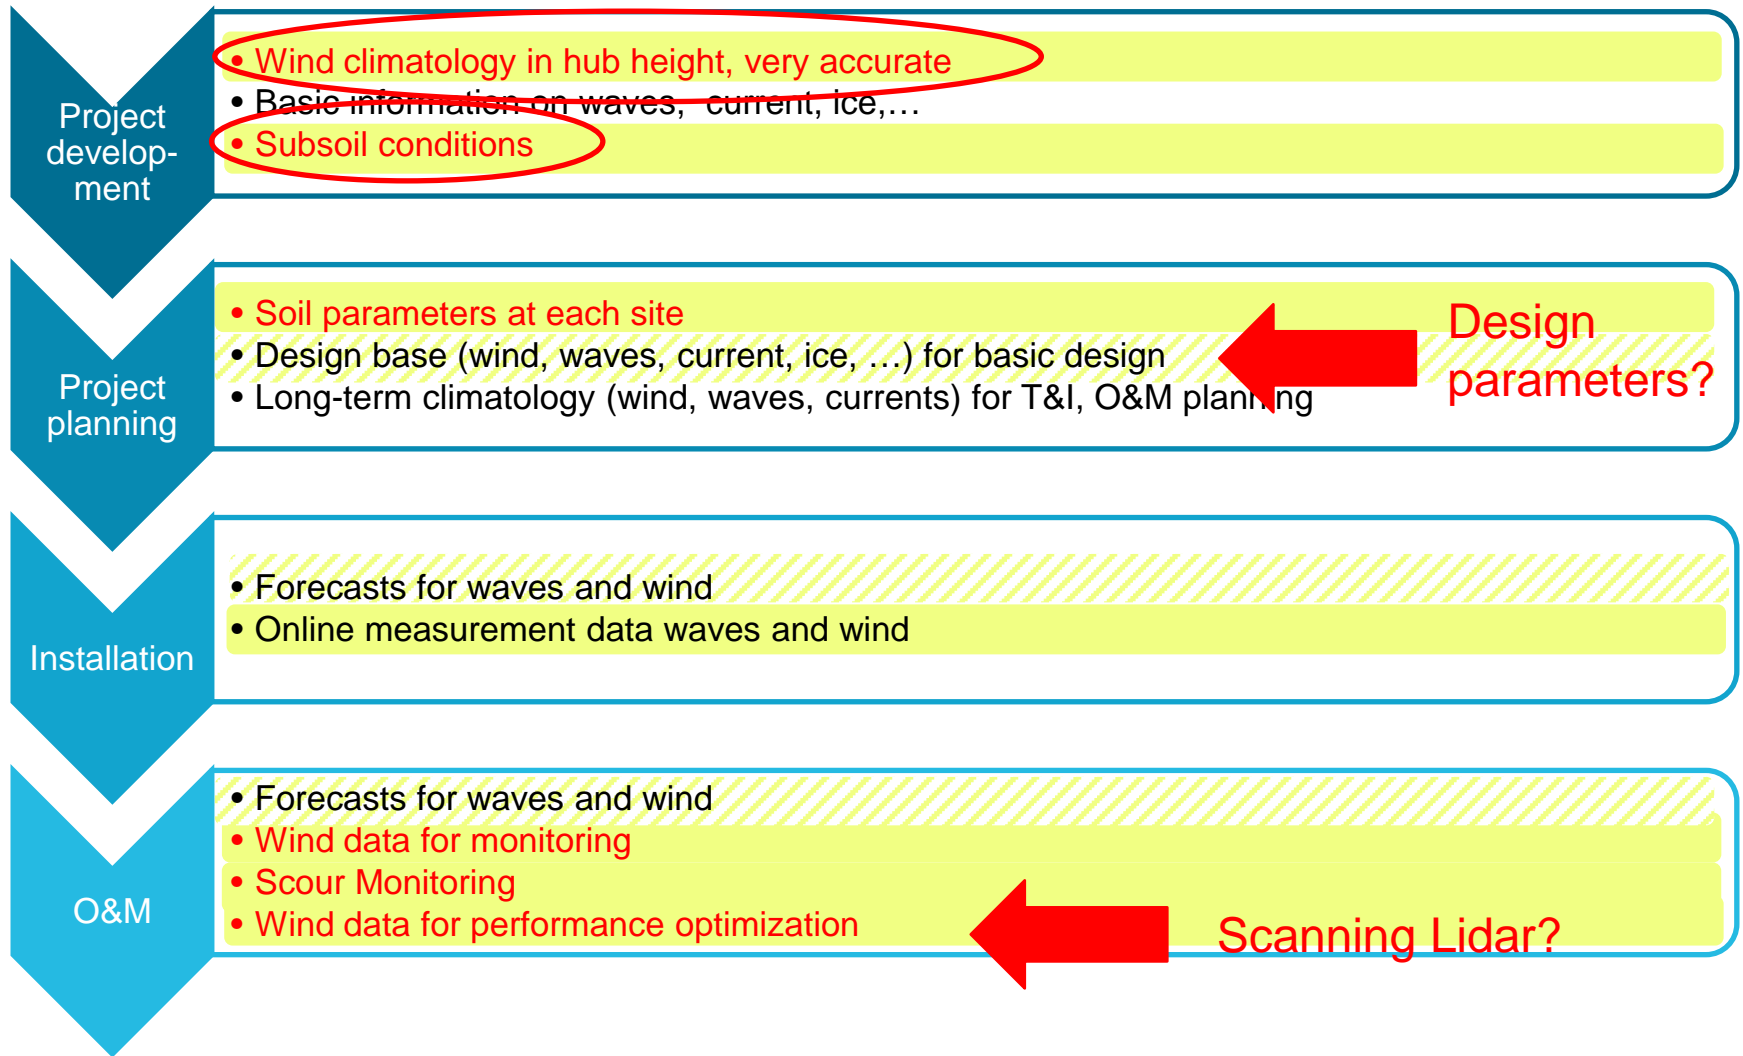 Project
develop-
ment
• Wind climatology in hub height, very accurate
• Basic information on waves, current, ice,…
• Subsoil conditions
Project
planning
• Soil parameters at each site
• Design base (wind, waves, current, ice, …) for basic design
• Long-term climatology (wind, waves, currents) for T&I, O&M planning
Design
parameters?
Installation
• Forecasts for waves and wind
• Online measurement data waves and wind
O&M
• Forecasts for waves and wind
• Wind data for monitoring
• Scour Monitoring
• Wind data for performance optimization
Scanning Lidar?